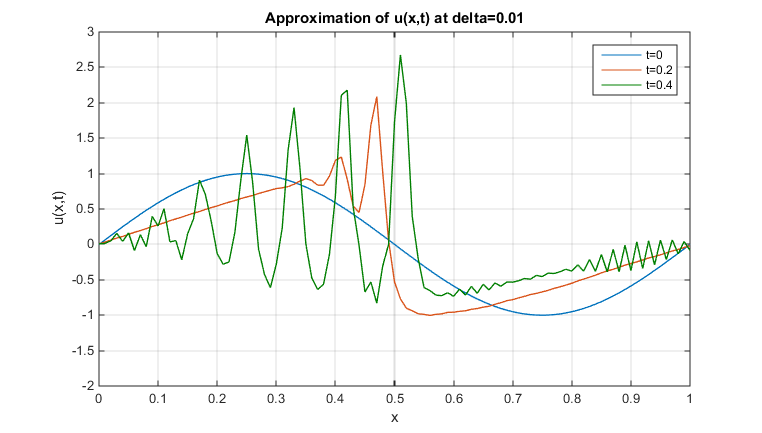 Approximation of u(x,t) at delta=0.01
3
2.5
2
1.5
1
0.5
0
-0.5
-1
-1.5
-2
u(x,t)
t=0
t=0.2
t=0.4
0 0.1 0.2 0.3 0.4 0.5 0.6 0.7 0.8 0.9 1
x